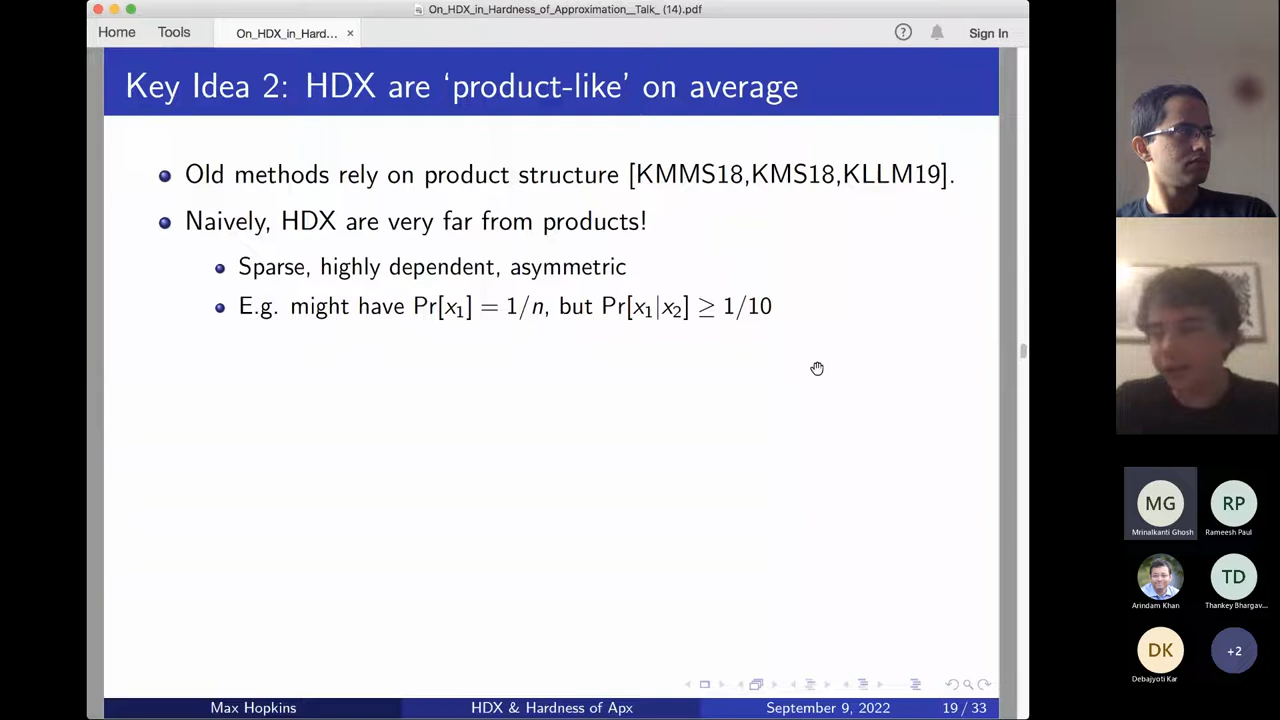 On_HDX_in_Hardness_of_Approximation__Talk_ (14).pdf
Home Tools On_HDX_in_Hard... × Sign In
Key Idea 2: HDX are ‘product-like’ on average
Old methods rely on product structure [KMMS18,KMS18,KLLM19].
Naively, HDX are very far from products!
Sparse, highly dependent, asymmetric
E.g. might have Pr[x₁] = 1/n, but Pr[x₁|x₂] ≥ 1/10
MG RP
Mrinalkanti Ghosh Rameesh Paul
TD
Arindam Khan Thankey Bhargav...
DK +2
Debajyoti Kar
Max Hopkins HDX & Hardness of Apx September 9, 2022 19 / 33